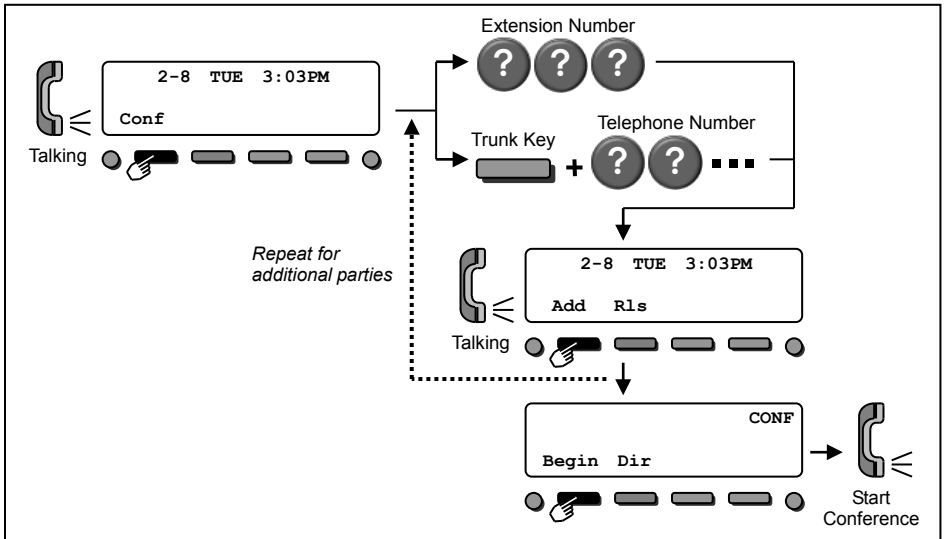 Extension Number
? ? ?
2-8 TUE 3:03PM
Conf
Talking
Trunk Key
Telephone Number
+ ? ?
Repeat for
additional parties
2-8 TUE 3:03PM
Add Rls
Talking
CONF
Begin Dir
Start
Conference